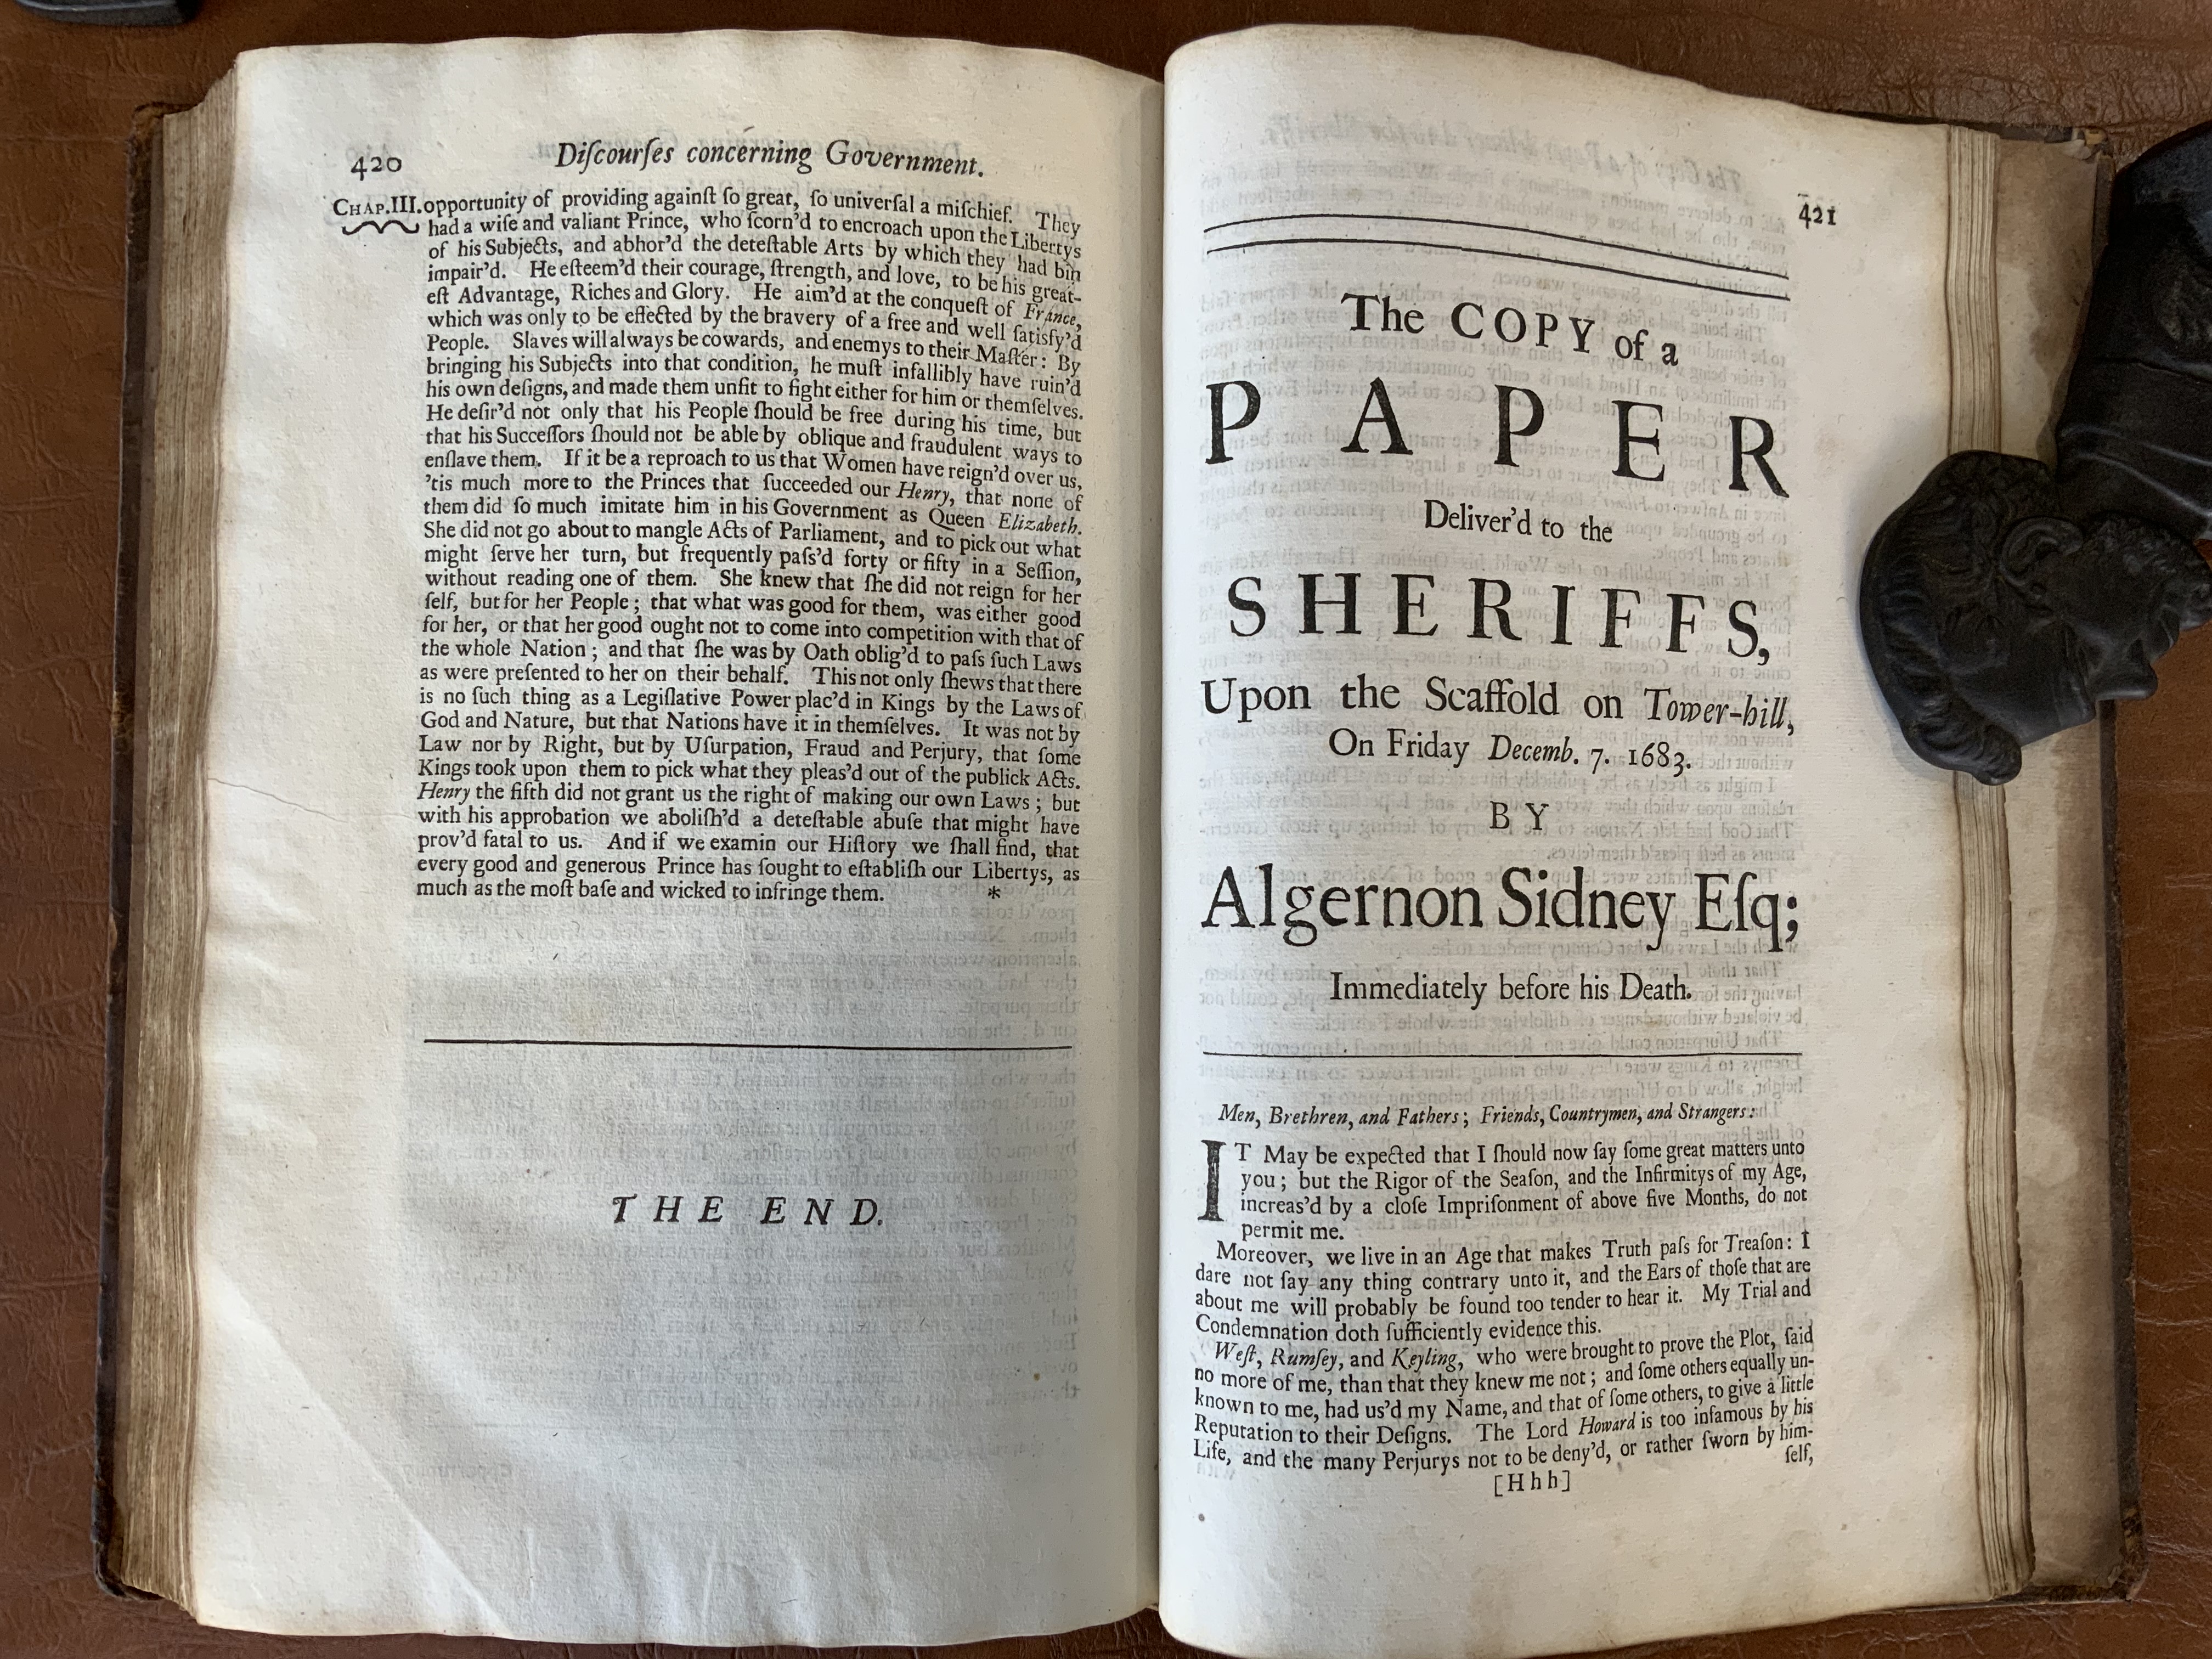 420 Diſcourſes concerning Government.
CHAP.III. opportunity of providing againſt ſo great, ſo univerſal a miſchief. They
had a wiſe and valiant Prince, who ſcorn'd to encroach upon the Libertys
of his Subjects, and abhor'd the deteſtable Arts by which they had bin
impair'd. He eſteem'd their courage, ſtrength, and love, to be his great-
eſt Advantage, Riches and Glory. He aim'd at the conqueſt of France,
which was only to be effected by the bravery of a free and well ſatisfy'd
People. Slaves will always be cowards, and enemys to their Maſter: By
bringing his Subjects into that condition, he muſt infallibly have ruin'd
his own deſigns, and made them unfit to fight either for him or themſelves.
He deſir'd not only that his People ſhould be free during his time, but
that his Succeſſors ſhould not be able by oblique and fraudulent ways to
enſlave them. If it be a reproach to us that Women have reign'd over us,
'tis much more to the Princes that ſucceeded our Henry, that none of
them did ſo much imitate him in his Government as Queen Elizabeth.
She did not go about to mangle Acts of Parliament, and to pick out what
might ſerve her turn, but frequently paſs'd forty or fifty in a Seſſion,
without reading one of them. She knew that ſhe did not reign for her
ſelf, but for her People; that what was good for them, was either good
for her, or that her good ought not to come into competition with that of
the whole Nation; and that ſhe was by Oath oblig'd to paſs ſuch Laws
as were preſented to her on their behalf. This not only ſhews that there
is no ſuch thing as a Legiſlative Power plac'd in Kings by the Laws of
God and Nature, but that Nations have it in themſelves. It was not by
Law nor by Right, but by Uſurpation, Fraud and Perjury, that ſome
Kings took upon them to pick what they pleas'd out of the publick Acts.
Henry the fifth did not grant us the right of making our own Laws; but
with his approbation we aboliſh'd a deteſtable abuſe that might have
prov'd fatal to us. And if we examin our Hiſtory we ſhall find, that
every good and generous Prince has ſought to eſtabliſh our Libertys, as
much as the moſt baſe and wicked to infringe them. *
THE END.
421
The COPY of a
PAPER
Deliver'd to the
SHERIFFS,
Upon the Scaffold on Tower-hill,
On Friday Decemb. 7. 1683.
BY
Algernon Sidney Eſq;
Immediately before his Death.
Men, Brethren, and Fathers; Friends, Countrymen, and Strangers:
IT May be expected that I ſhould now ſay ſome great matters unto
you; but the Rigor of the Seaſon, and the Infirmitys of my Age,
increas'd by a cloſe Impriſonment of above five Months, do not
permit me.
Moreover, we live in an Age that makes Truth paſs for Treaſon: I
dare not ſay any thing contrary unto it, and the Ears of thoſe that are
about me will probably be found too tender to hear it. My Trial and
Condemnation doth ſufficiently evidence this.
Weſt, Rumſey, and Keyling, who were brought to prove the Plot, ſaid
no more of me, than that they knew me not; and ſome others equally un-
known to me, had us'd my Name, and that of ſome others, to give a little
Reputation to their Deſigns. The Lord Howard is too infamous by his
Life, and the many Perjurys not to be deny'd, or rather ſworn by him-
ſelf,
[Hhh]